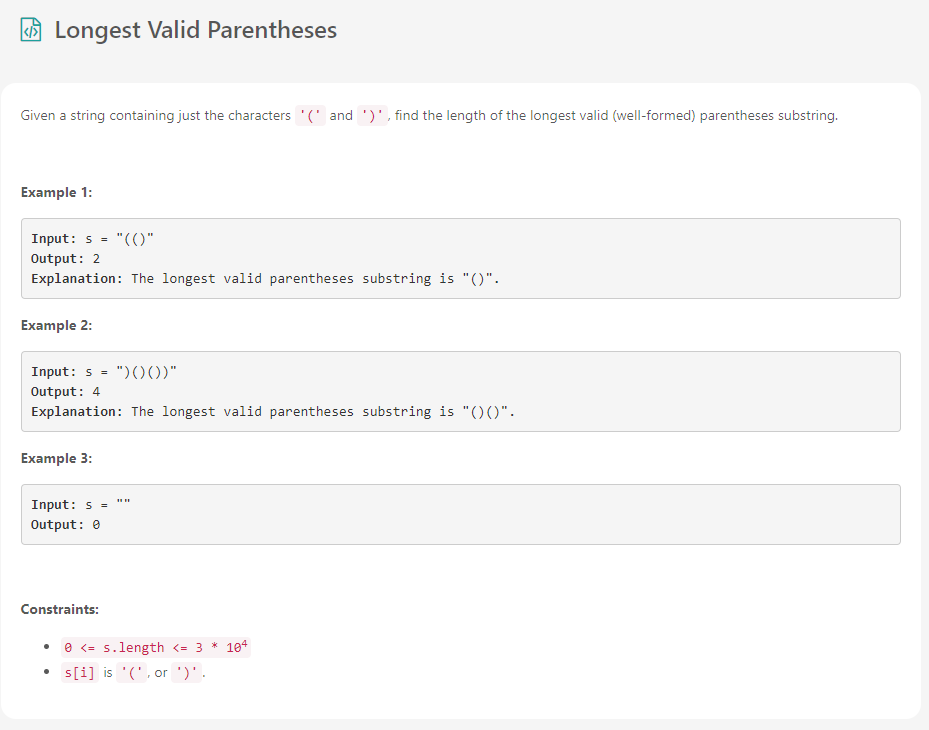 Longest Valid Parentheses
Given a string containing just the characters '(' and ')', find the length of the longest valid (well-formed) parentheses substring.
Example 1:
Input: s = "(()"
Output: 2
Explanation: The longest valid parentheses substring is "()".
Example 2:
Input: s = ")()())"
Output: 4
Explanation: The longest valid parentheses substring is "()()".
Example 3:
Input: s = ""
Output: 0
Constraints:
0 <= s.length <= 3 * 10⁴
s[i] is '(', or ')'.